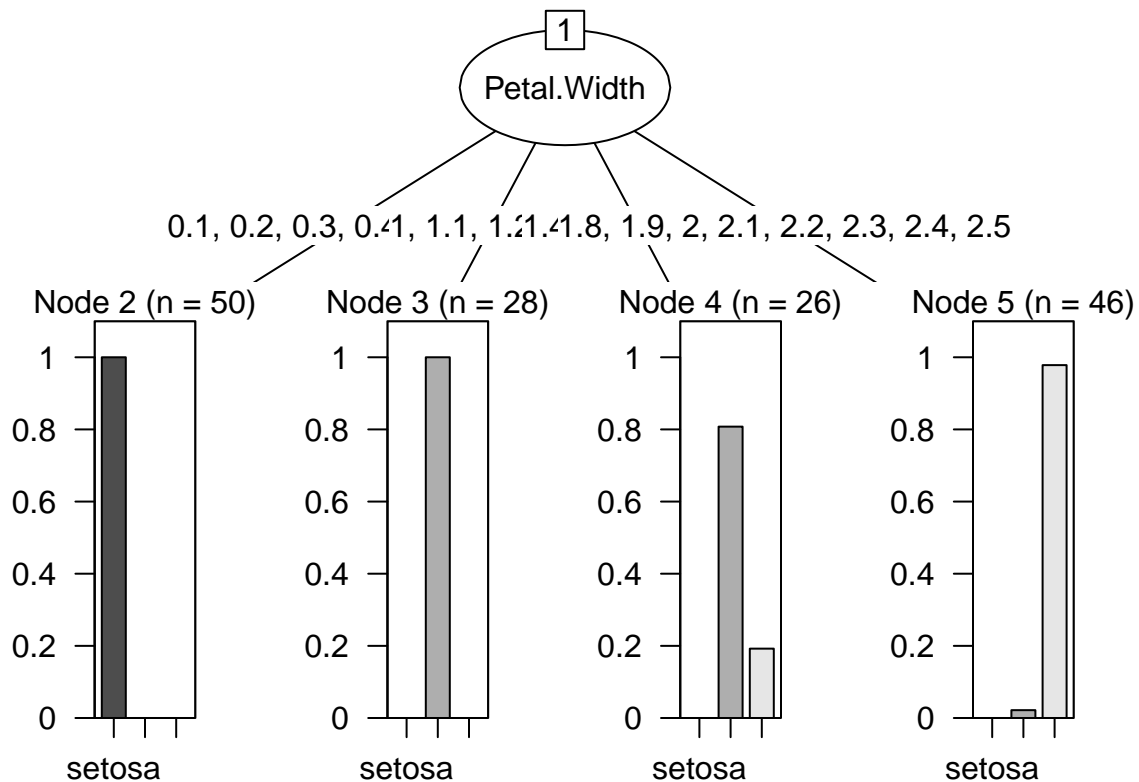 1
Petal.Width
0.1, 0.2, 0.3, 0.4
1, 1.1, 1.2
1.4
1.8, 1.9, 2, 2.1, 2.2, 2.3, 2.4, 2.5
Node 2 (n = 50)
Node 3 (n = 28)
Node 4 (n = 26)
Node 5 (n = 46)
1
0.8
0.6
0.4
0.2
0
setosa
1
0.8
0.6
0.4
0.2
0
setosa
1
0.8
0.6
0.4
0.2
0
setosa
1
0.8
0.6
0.4
0.2
0
setosa